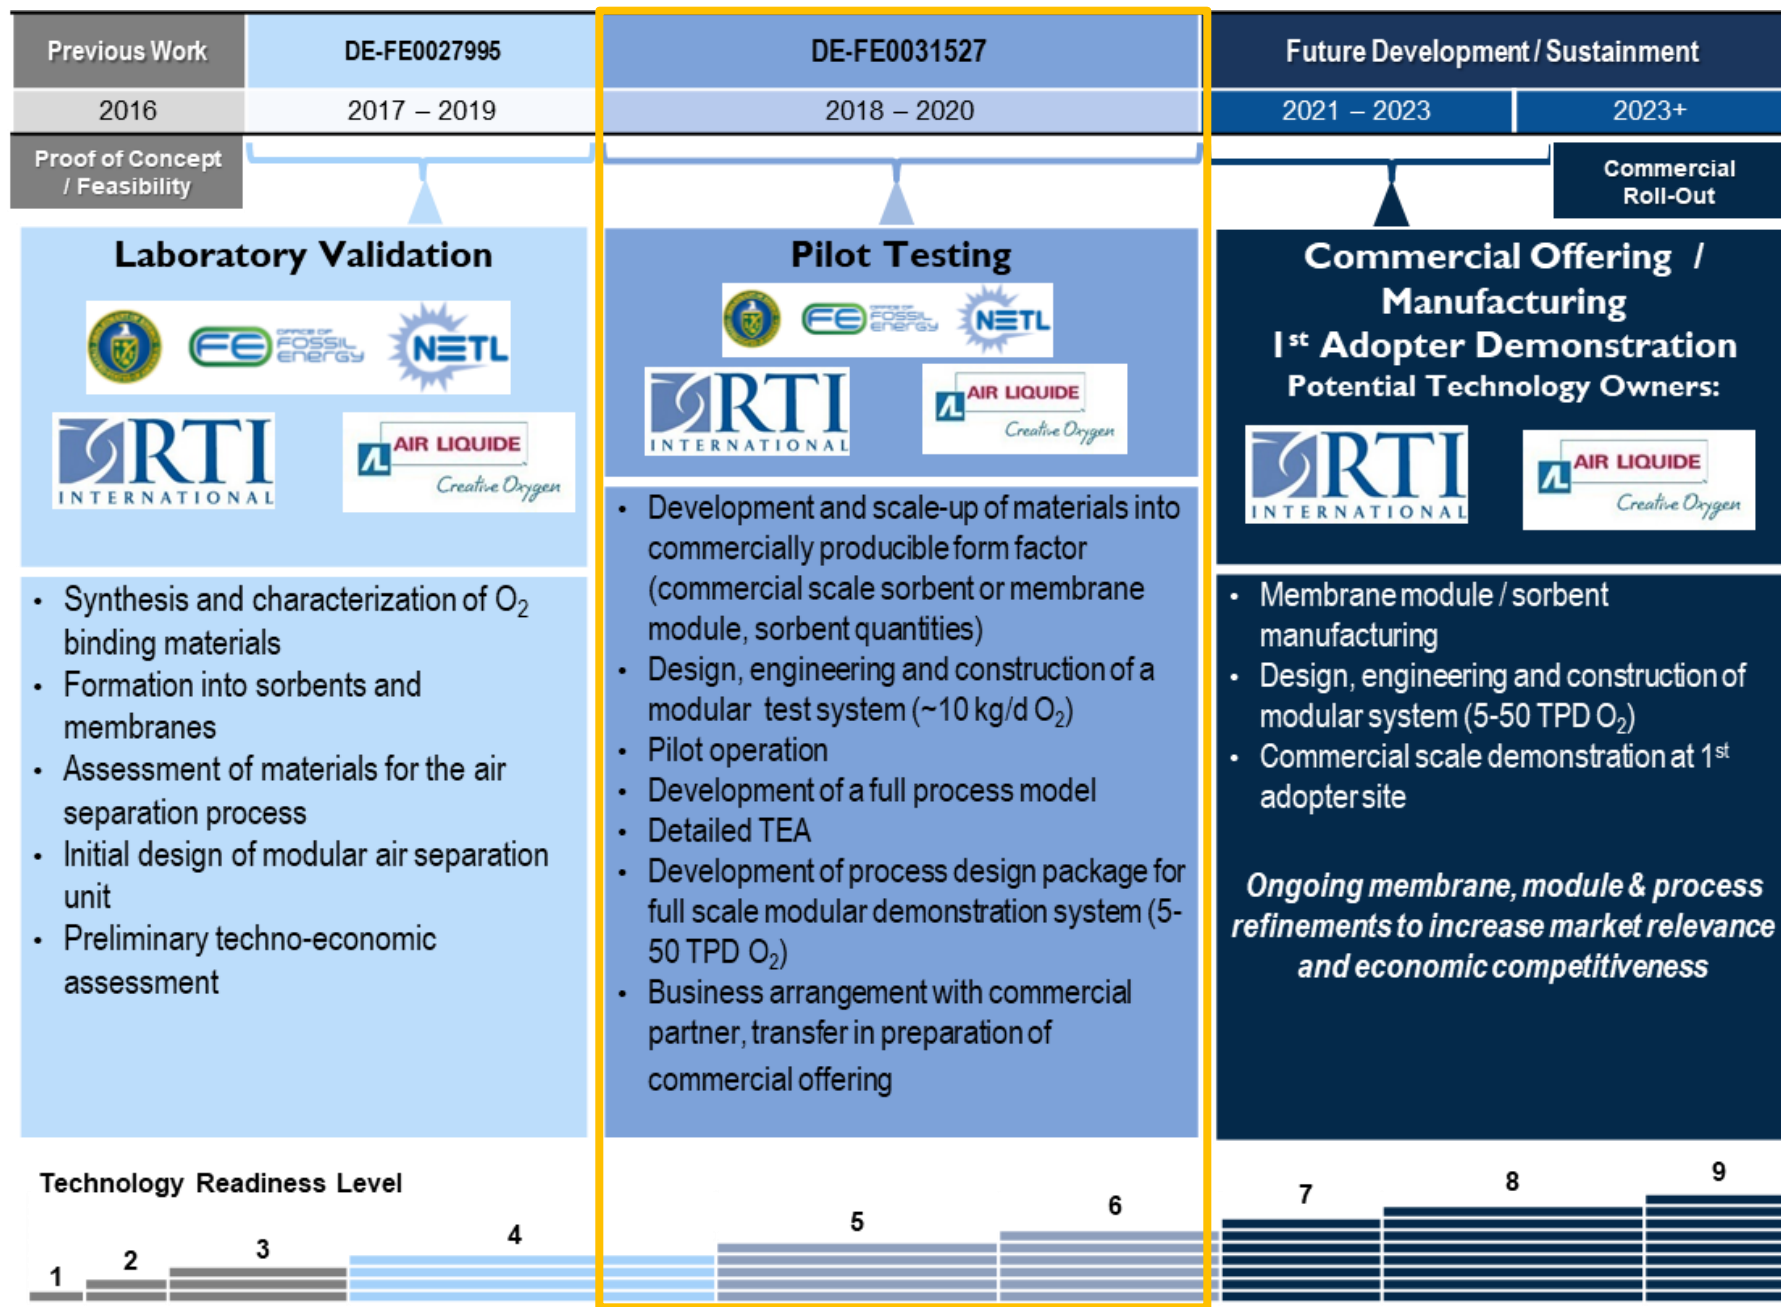 Previous Work
DE-FE0027995
DE-FE0031527
Future Development / Sustainment
2016
2017 – 2019
2018 – 2020
2021 – 2023
2023+
Proof of Concept
/ Feasibility
Commercial
Roll-Out
Laboratory Validation
FE OFFICE OF
FOSSIL
ENERGY
NETL
RTI
INTERNATIONAL
AIR LIQUIDE
Creative Oxygen
• Synthesis and characterization of O₂
binding materials
• Formation into sorbents and
membranes
• Assessment of materials for the air
separation process
• Initial design of modular air separation
unit
• Preliminary techno-economic
assessment
Pilot Testing
FE OFFICE OF
FOSSIL
ENERGY
NETL
RTI
INTERNATIONAL
AIR LIQUIDE
Creative Oxygen
• Development and scale-up of materials into
commercially producible form factor
(commercial scale sorbent or membrane
module, sorbent quantities)
• Design, engineering and construction of a
modular test system (~10 kg/d O₂)
• Pilot operation
• Development of a full process model
• Detailed TEA
• Development of process design package for
full scale modular demonstration system (5-
50 TPD O₂)
• Business arrangement with commercial
partner, transfer in preparation of
commercial offering
Commercial Offering /
Manufacturing
1st Adopter Demonstration
Potential Technology Owners:
RTI
INTERNATIONAL
AIR LIQUIDE
Creative Oxygen
• Membrane module / sorbent
manufacturing
• Design, engineering and construction of
modular system (5-50 TPD O₂)
• Commercial scale demonstration at 1st
adopter site
Ongoing membrane, module & process
refinements to increase market relevance
and economic competitiveness
Technology Readiness Level
1
2
3
4
5
6
7
8
9